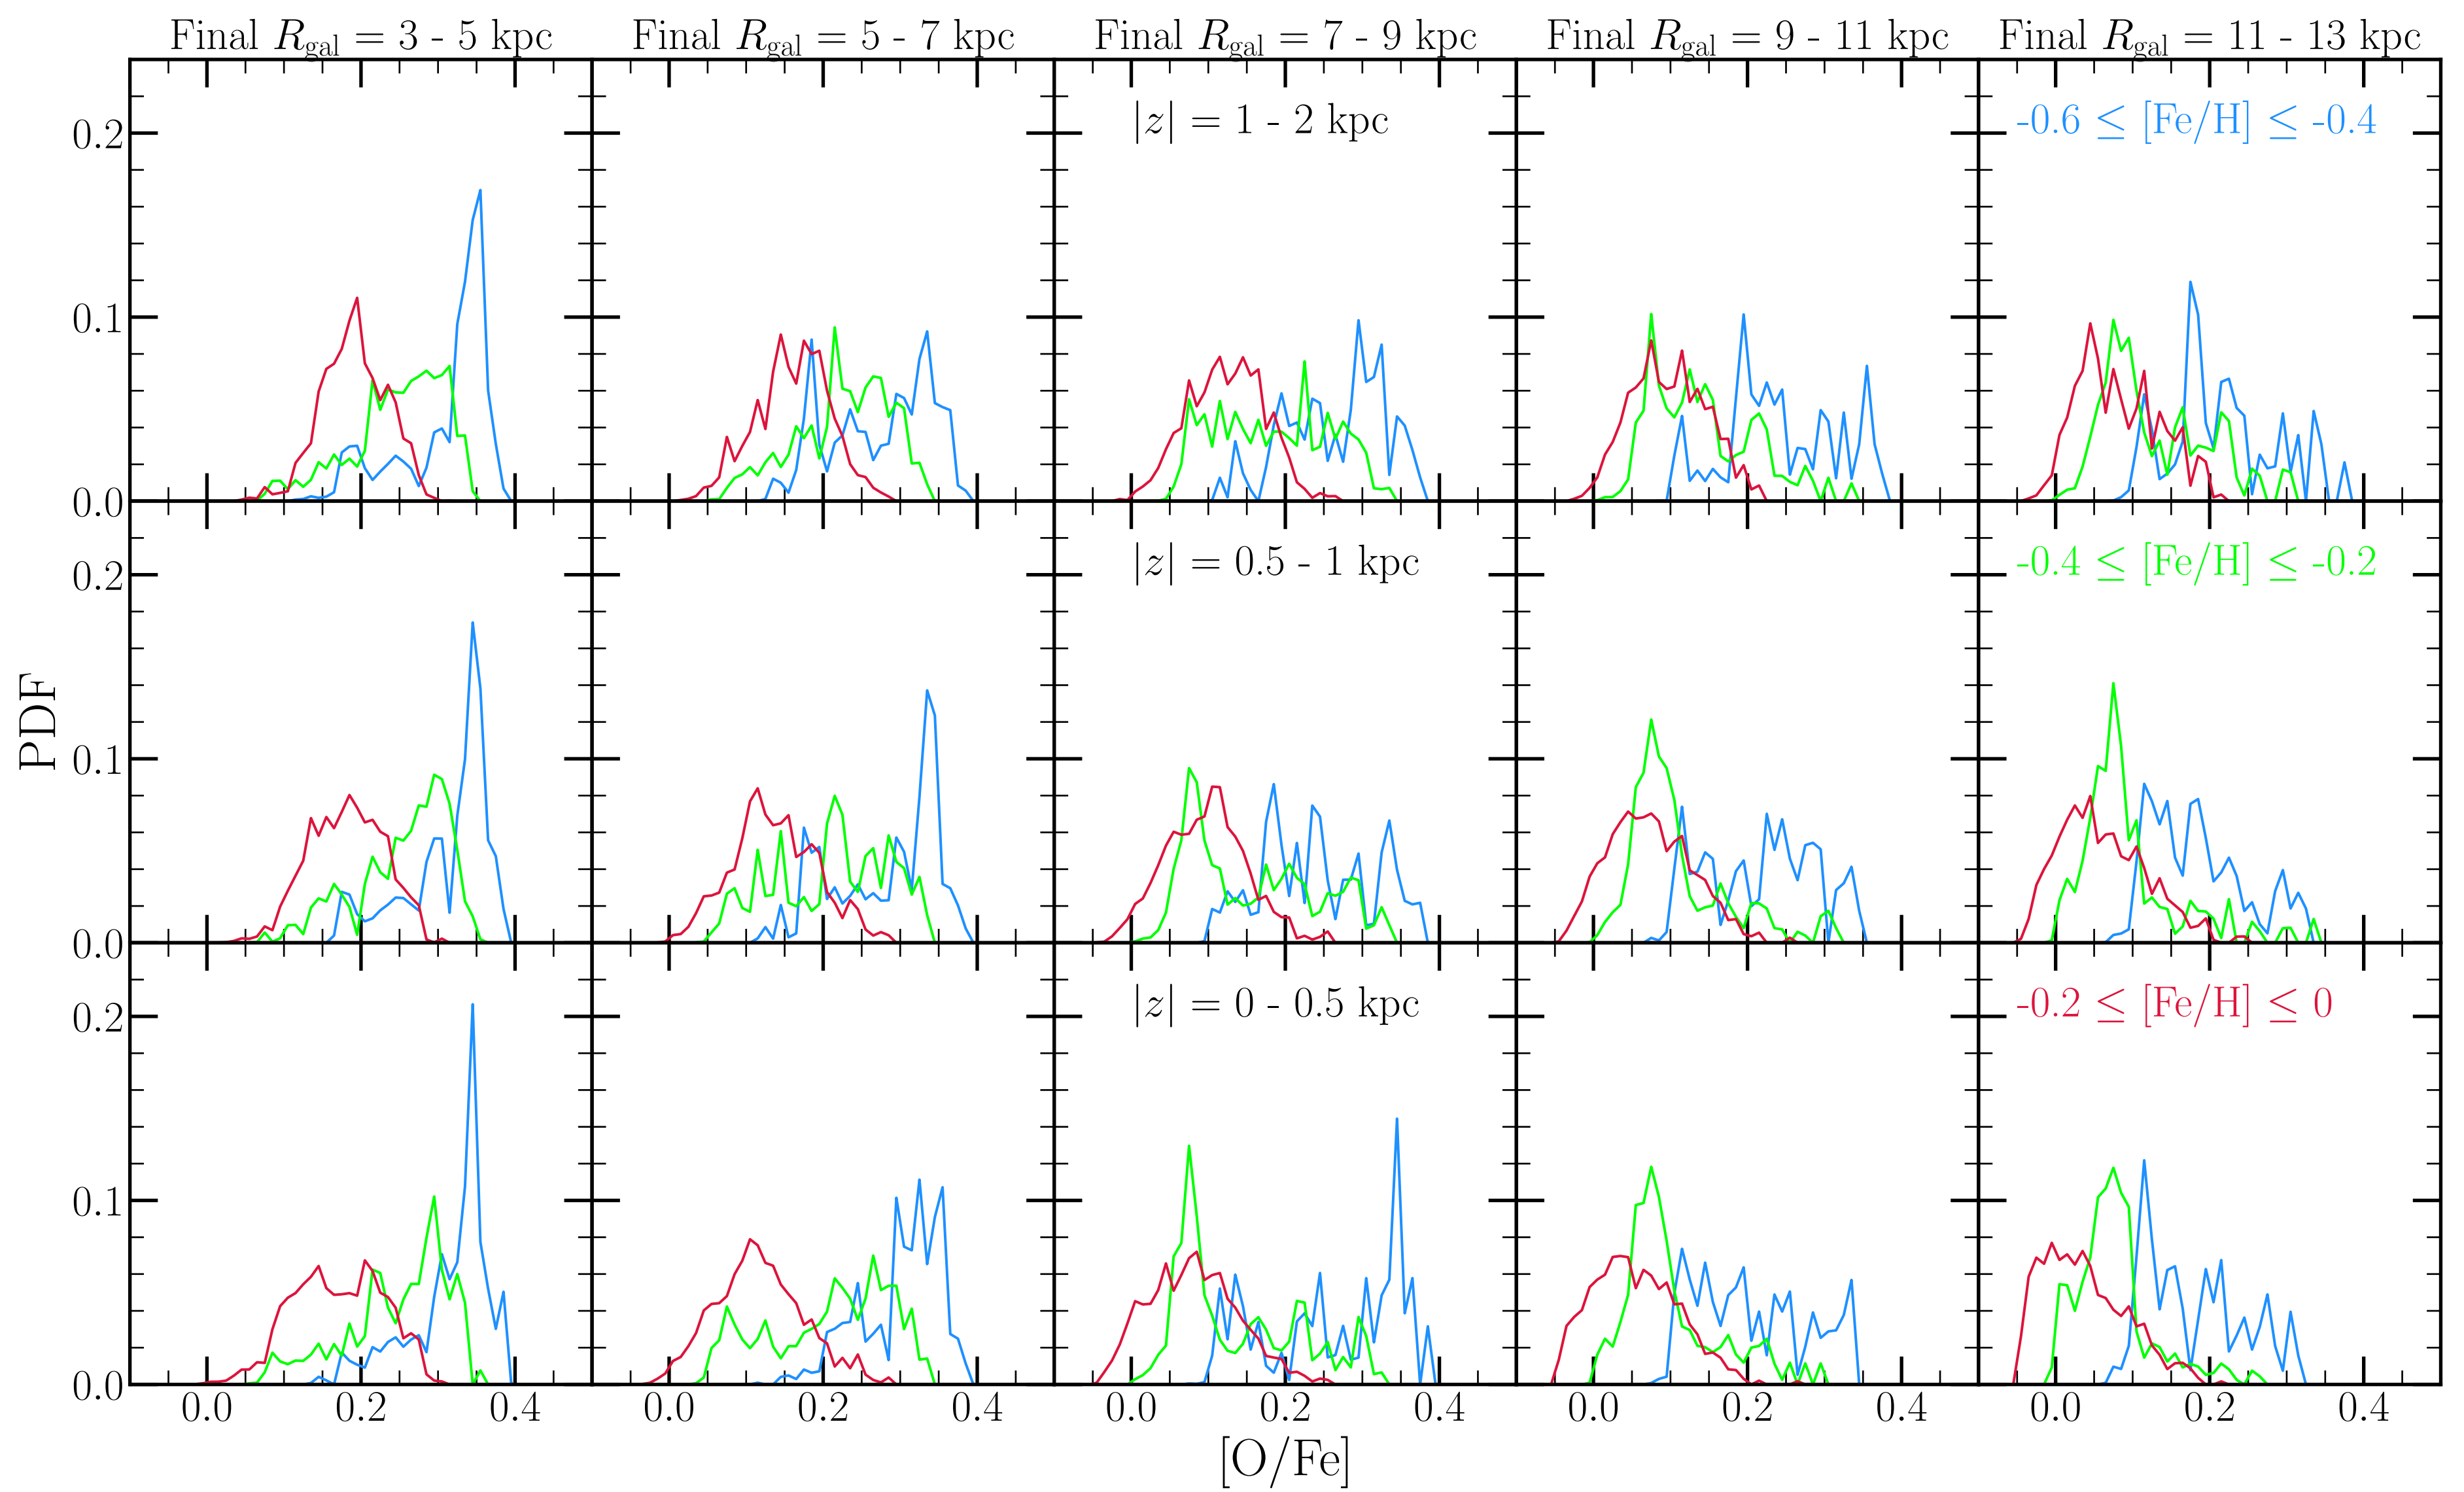 Final R_gal = 3 - 5 kpc
Final R_gal = 5 - 7 kpc
Final R_gal = 7 - 9 kpc
Final R_gal = 9 - 11 kpc
Final R_gal = 11 - 13 kpc
|z| = 1 - 2 kpc
-0.6 ≤ [Fe/H] ≤ -0.4
0.2
0.1
0.0
|z| = 0.5 - 1 kpc
-0.4 ≤ [Fe/H] ≤ -0.2
0.2
0.1
0.0
PDF
|z| = 0 - 0.5 kpc
-0.2 ≤ [Fe/H] ≤ 0
0.2
0.1
0.0
0.0 0.2 0.4 0.0 0.2 0.4 0.0 0.2 0.4 0.0 0.2 0.4 0.0 0.2 0.4
[O/Fe]